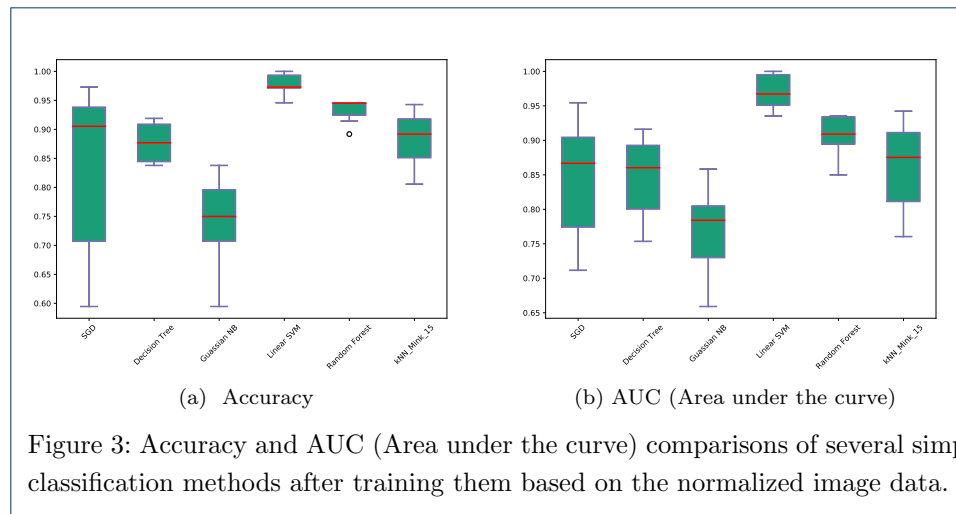 1.00
0.95
0.90
0.85
0.80
0.75
0.70
0.65
0.60
SGD
Decision Tree
Guassian NB
Linear SVM
Random Forest
kNN_Mink_15
(a) Accuracy
1.00
0.95
0.90
0.85
0.80
0.75
0.70
0.65
SGD
Decision Tree
Guassian NB
Linear SVM
Random Forest
kNN_Mink_15
(b) AUC (Area under the curve)
Figure 3: Accuracy and AUC (Area under the curve) comparisons of several simp
classification methods after training them based on the normalized image data.